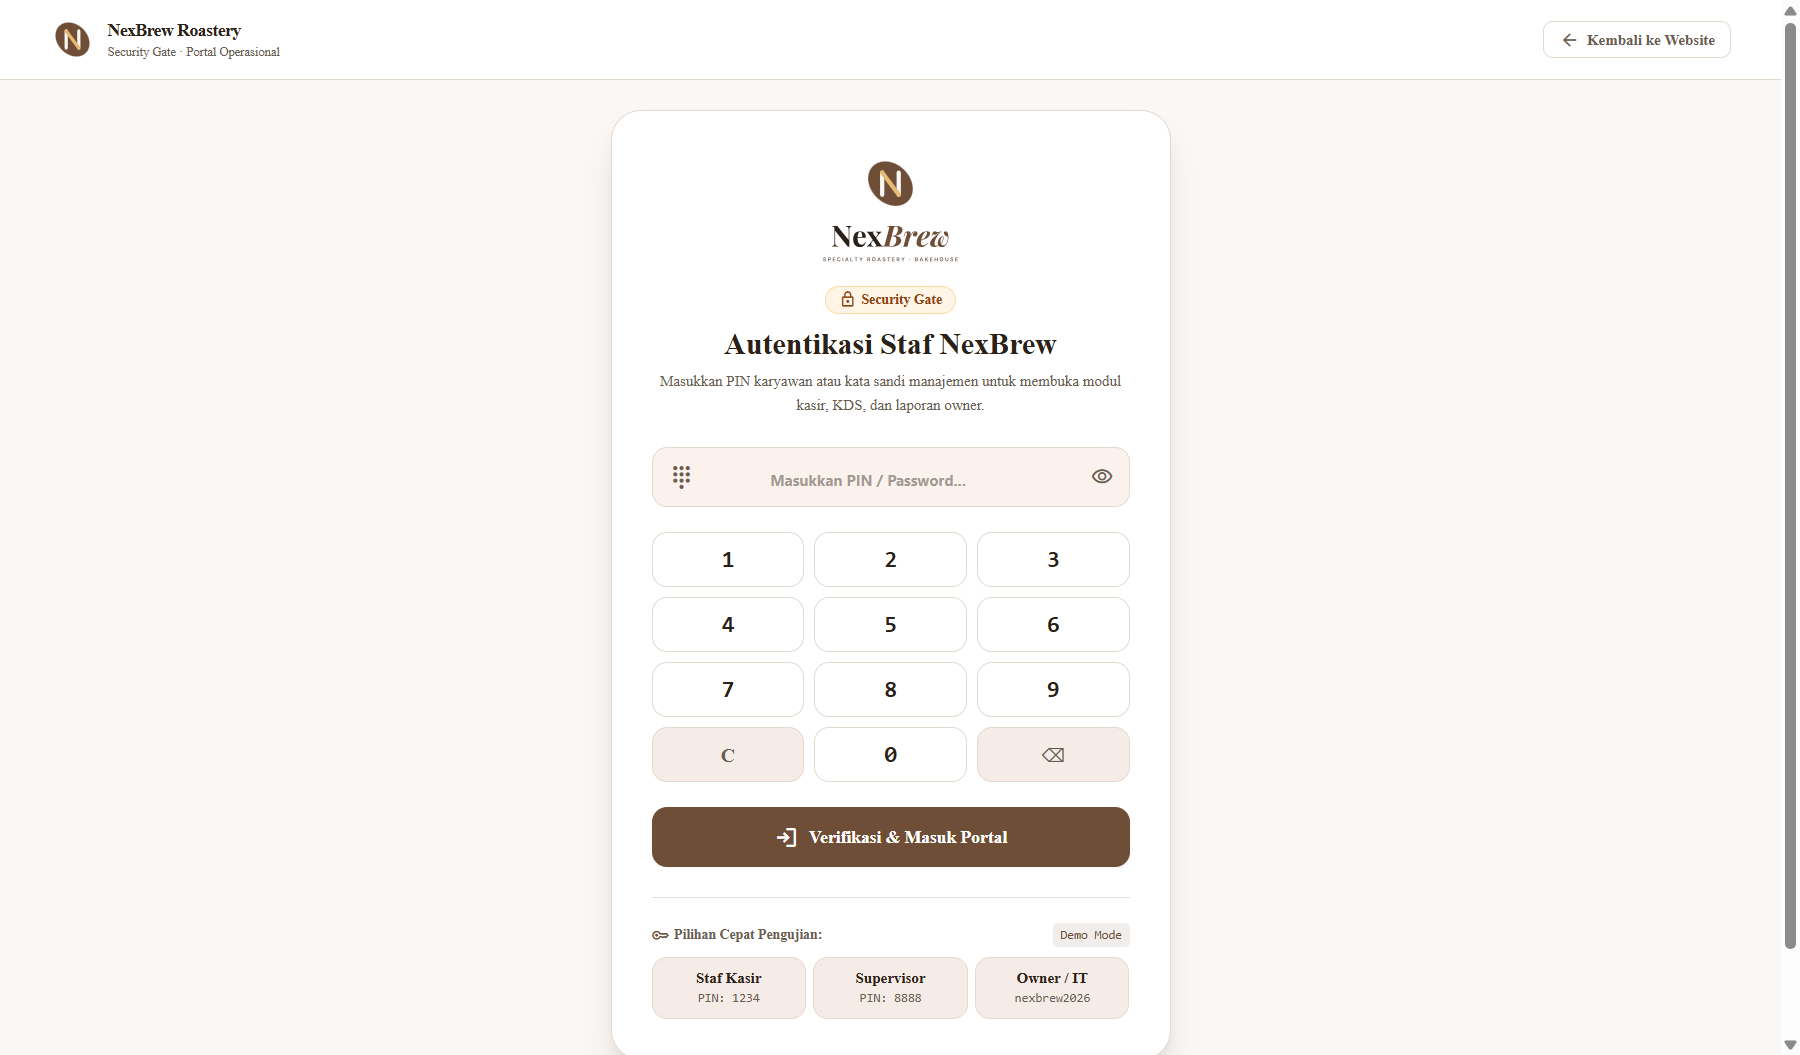 NexBrew Roastery
Security Gate · Portal Operasional
Kembali ke Website
N
NexBrew
SPECIALTY ROASTERY · BAKEHOUSE
Security Gate
Autentikasi Staf NexBrew
Masukkan PIN karyawan atau kata sandi manajemen untuk membuka modul
kasir, KDS, dan laporan owner.
Masukkan PIN / Password...
1 2 3
4 5 6
7 8 9
C 0 ⌫
Verifikasi & Masuk Portal
Pilihan Cepat Pengujian: Demo Mode
Staf Kasir Supervisor Owner / IT
PIN: 1234 PIN: 8888 nexbrew2026